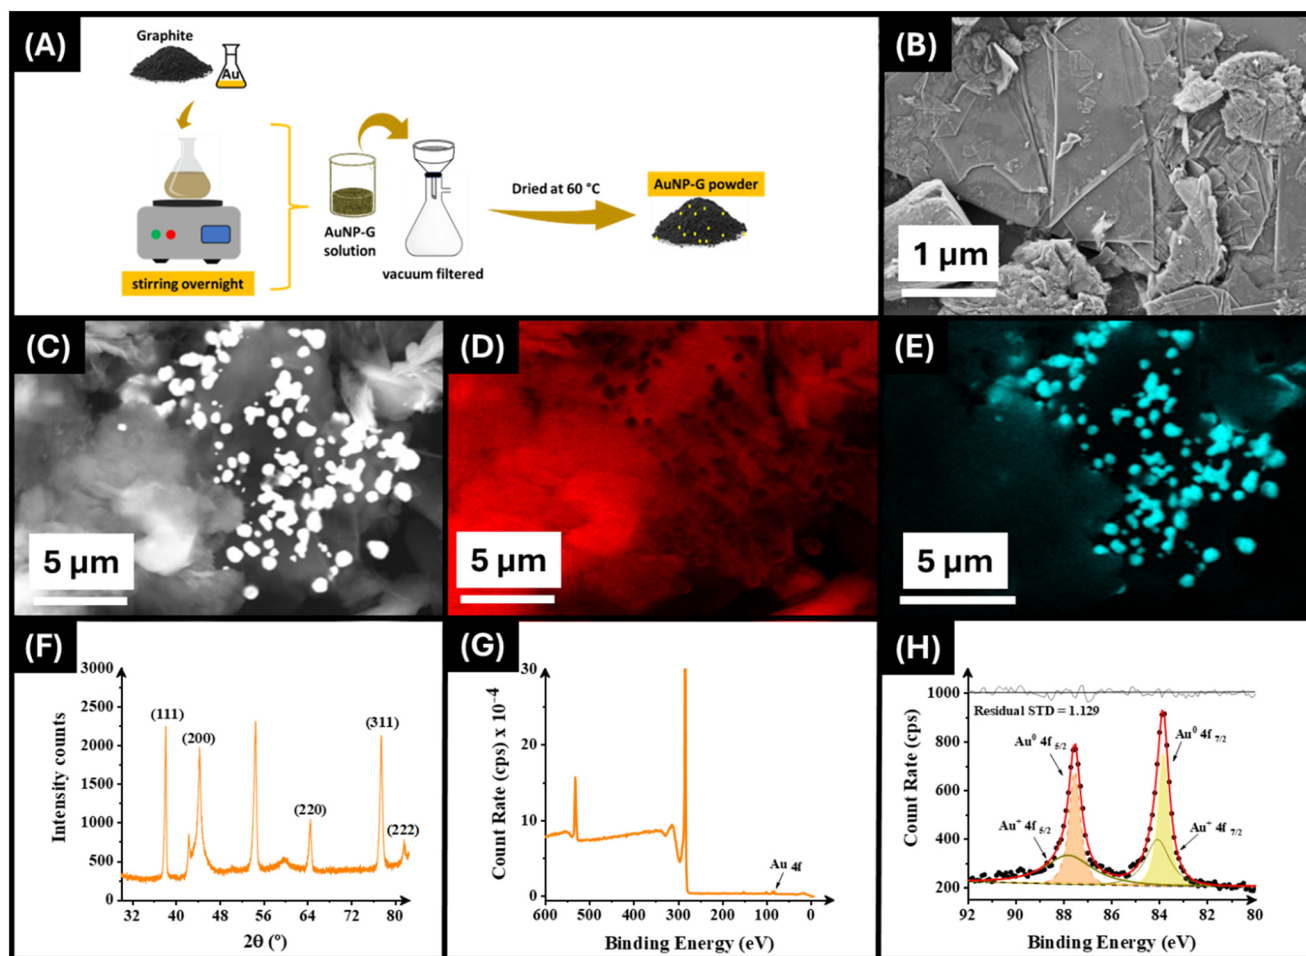 (A)
Graphite
Au
stirring overnight
AuNP-G
solution
vacuum filtered
Dried at 60 °C
AuNP-G powder
(B)
1 µm
(C)
5 µm
(D)
5 µm
(E)
5 µm
(F)
3000
2500
2000
1500
1000
500
0
Intensity counts
(111)
(200)
(220)
(311)
(222)
32 40 48 56 64 72 80
2θ (º)
(G)
30
20
10
0
Count Rate (cps) x 10⁻⁴
Au 4f
600 500 400 300 200 100 0
Binding Energy (eV)
(H)
1000
800
600
400
200
Count Rate (cps)
Residual STD = 1.129
Au⁰ 4f 5/2
Au⁰ 4f 7/2
Au⁺ 4f 5/2
Au⁺ 4f 7/2
92 90 88 86 84 82 80
Binding Energy (eV)